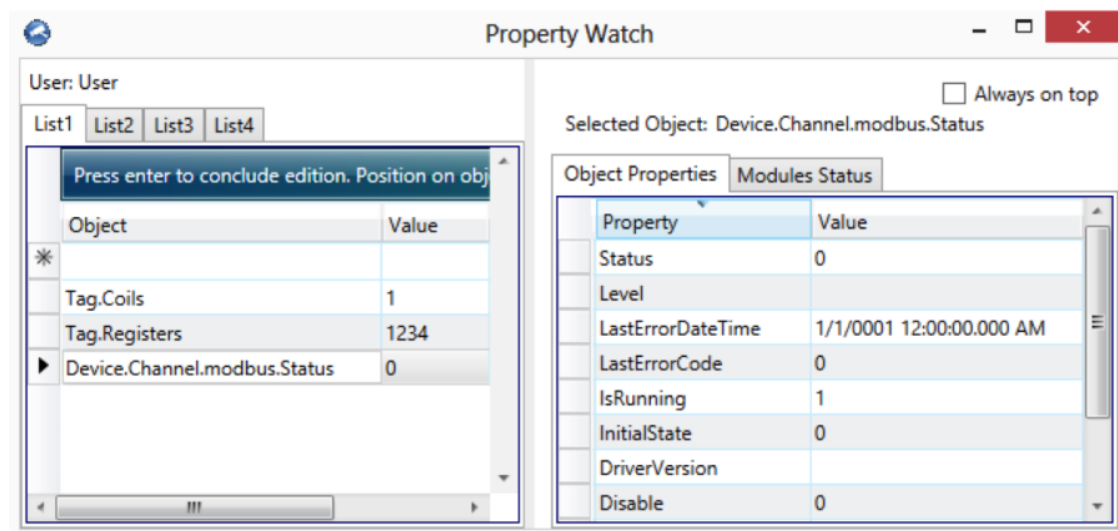 Property Watch
User: User
Always on top
List1 List2 List3 List4
Selected Object: Device.Channel.modbus.Status
Press enter to conclude edition. Position on obj
Object Value
Tag.Coils 1
Tag.Registers 1234
Device.Channel.modbus.Status 0
Object Properties Modules Status
Property Value
Status 0
Level
LastErrorDateTime 1/1/0001 12:00:00.000 AM
LastErrorCode 0
IsRunning 1
InitialState 0
DriverVersion
Disable 0